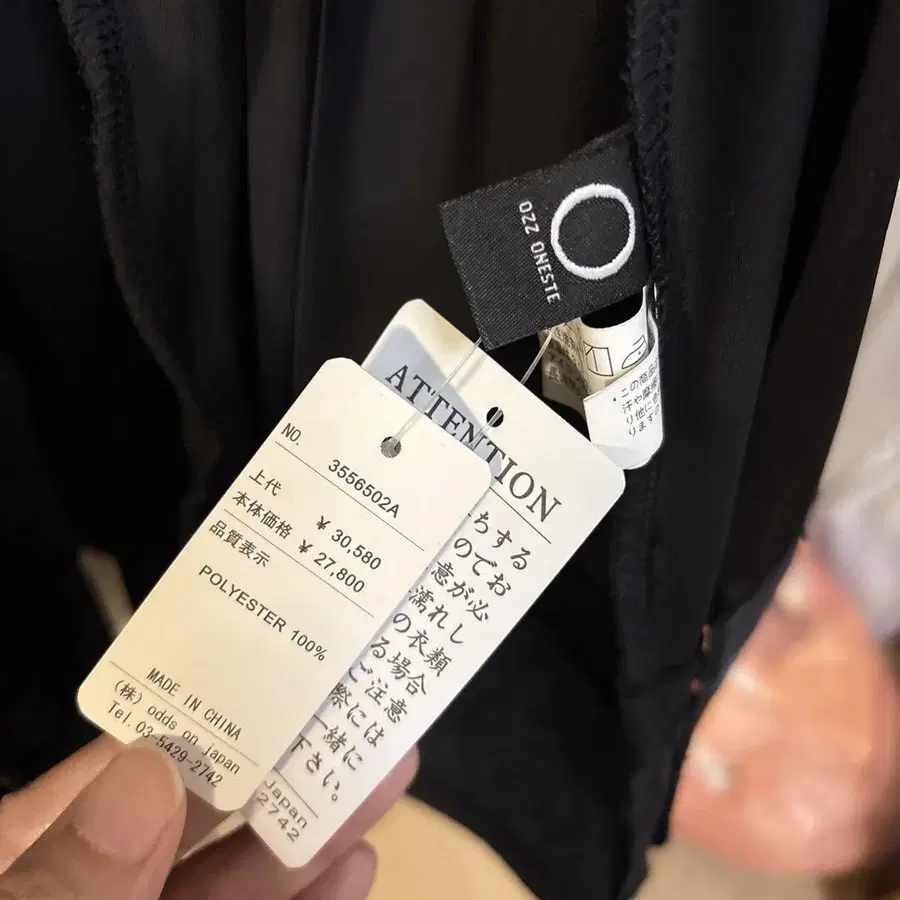 OZZ ONESTE
NO. 3556502A
上代 ¥ 30,580
本体価格 ¥ 27,800
品質表示
POLYESTER 100%
MADE IN CHINA
(株) odds on japan
Tel. 03-5429-2742
ATTENTION
ちする
のでお
意が必
濡れし
の衣類
る場合
ご注意
際には
一緒に
下さい。
Japan
2742
この商品
汗や摩擦
り他に色
ります。